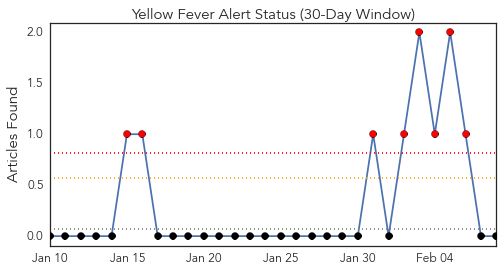 Yellow Fever Alert Status (30-Day Window)
Articles Found
2.0
1.5
1.0
0.5
0.0
Jan 10
Jan 15
Jan 20
Jan 25
Jan 30
Feb 04